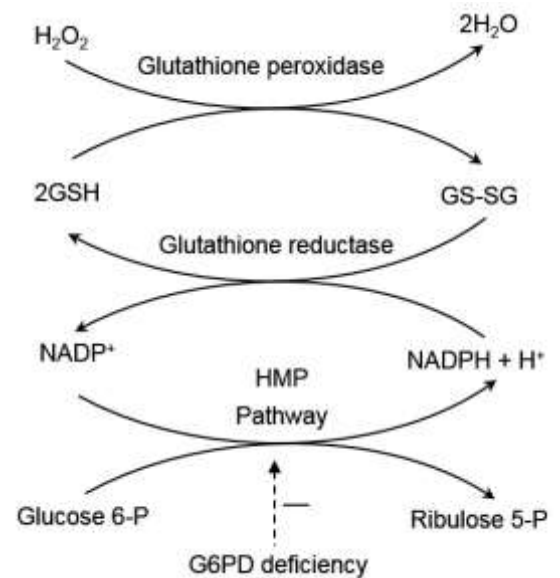 H₂O₂
2H₂O
Glutathione peroxidase
2GSH
GS-SG
Glutathione reductase
NADP⁺
NADPH + H⁺
HMP
Pathway
Glucose 6-P
Ribulose 5-P
—
G6PD deficiency